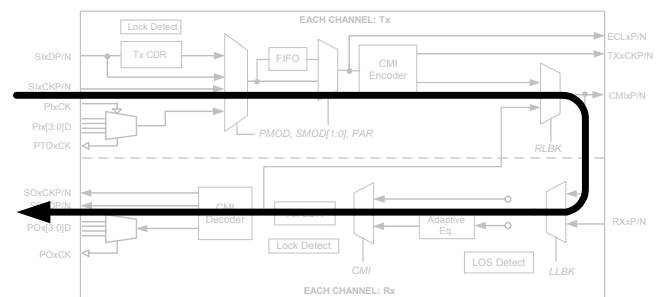 EACH CHANNEL: Tx
Lock Detect
ECLxP/N
SIxDP/N
Tx CDR
FIFO
TXxCKP/N
CMI
Encoder
SIxCKP/N
CMIxP/N
PIxCK
PIx[3:0]D
PMOD, SMOD[1:0], PAR
PTOxCK
RLBK
SOxCKP/N
CMI
Decoder
RXxP/N
POx[3:0]D
Adaptive
Eq.
Lock Detect
POxCK
CMI
LOS Detect
LLBK
EACH CHANNEL: Rx